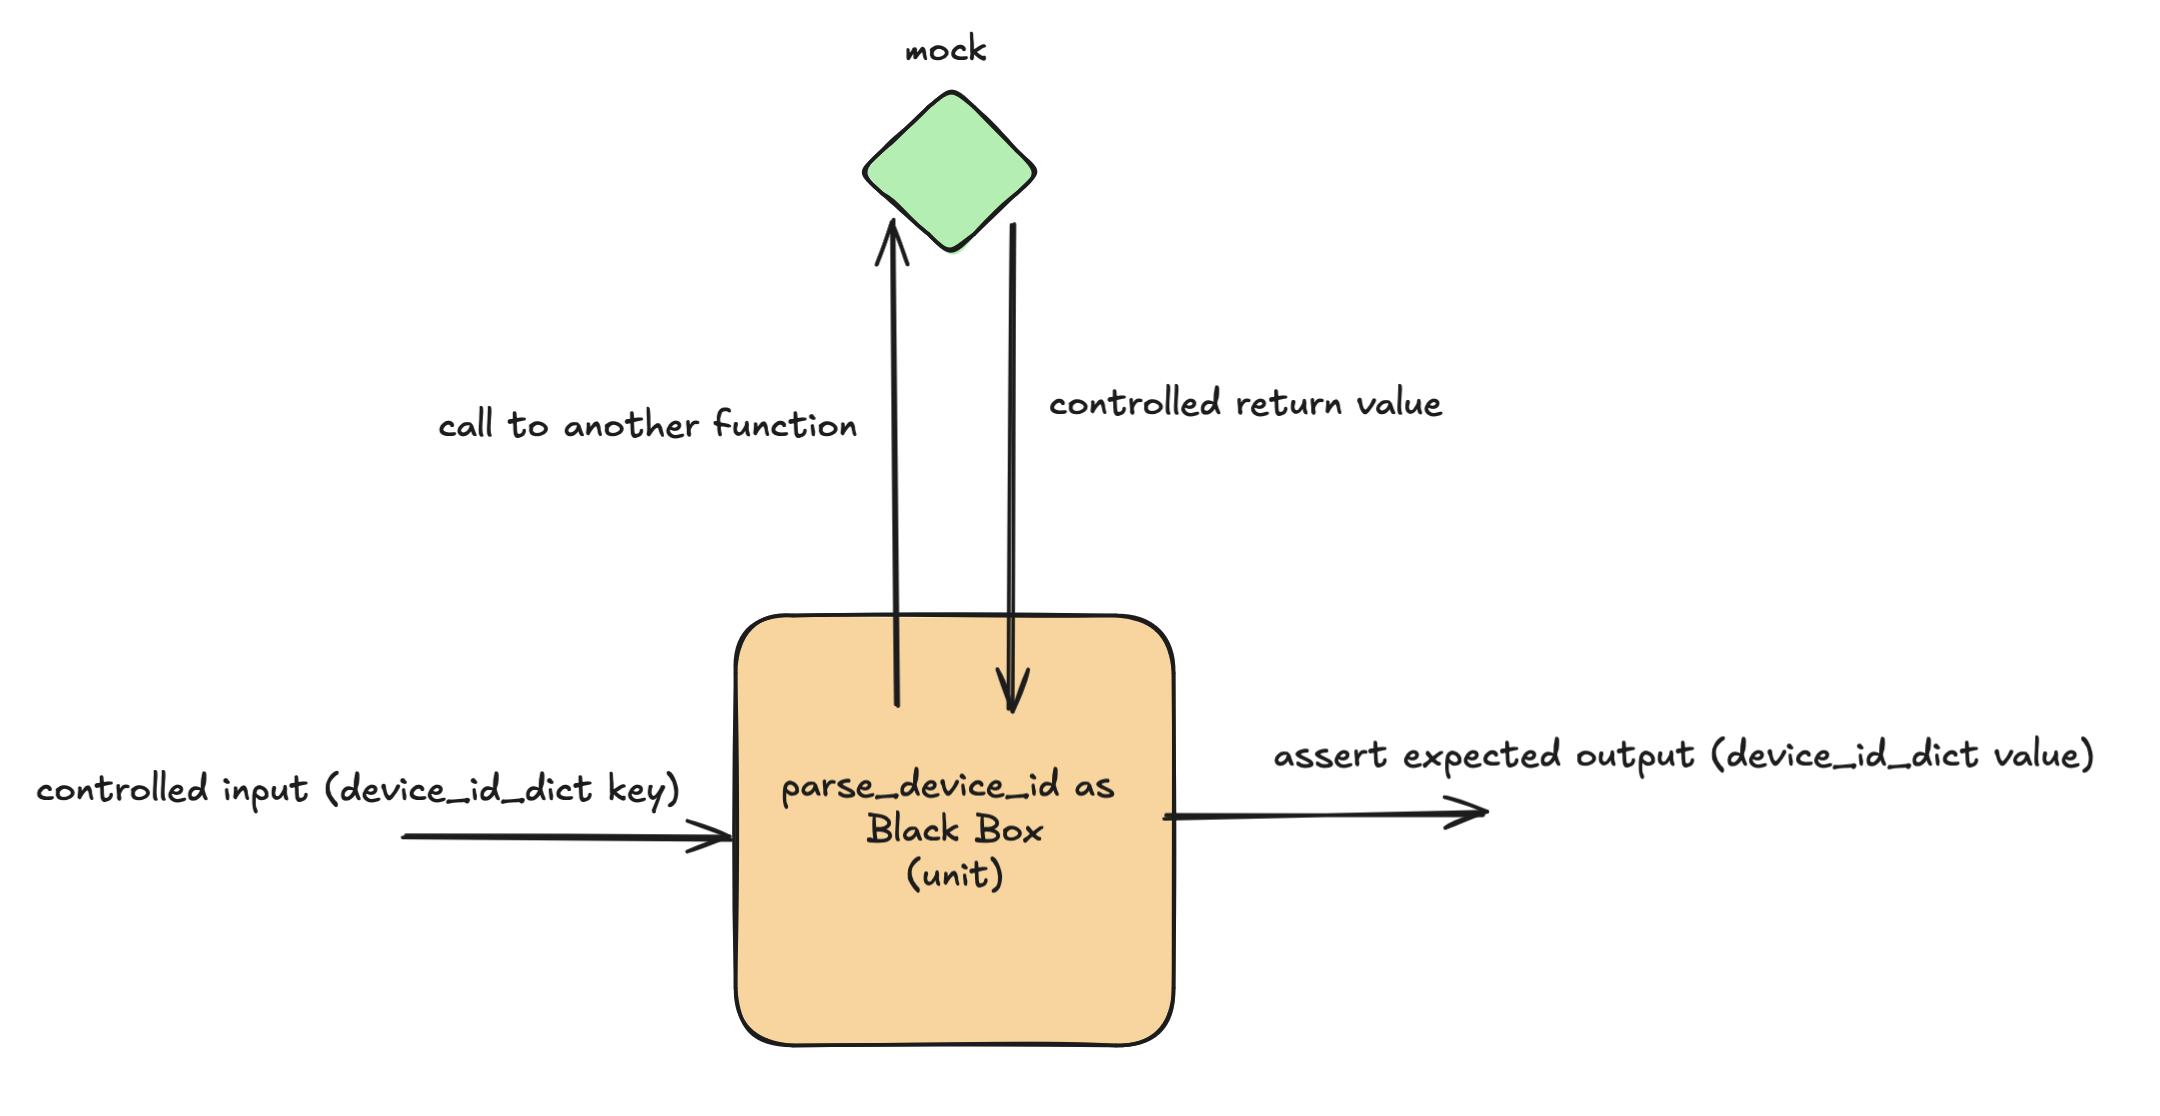 mock
call to another function
controlled return value
controlled input (device_id_dict key)
parse_device_id as
Black Box
(unit)
assert expected output (device_id_dict value)